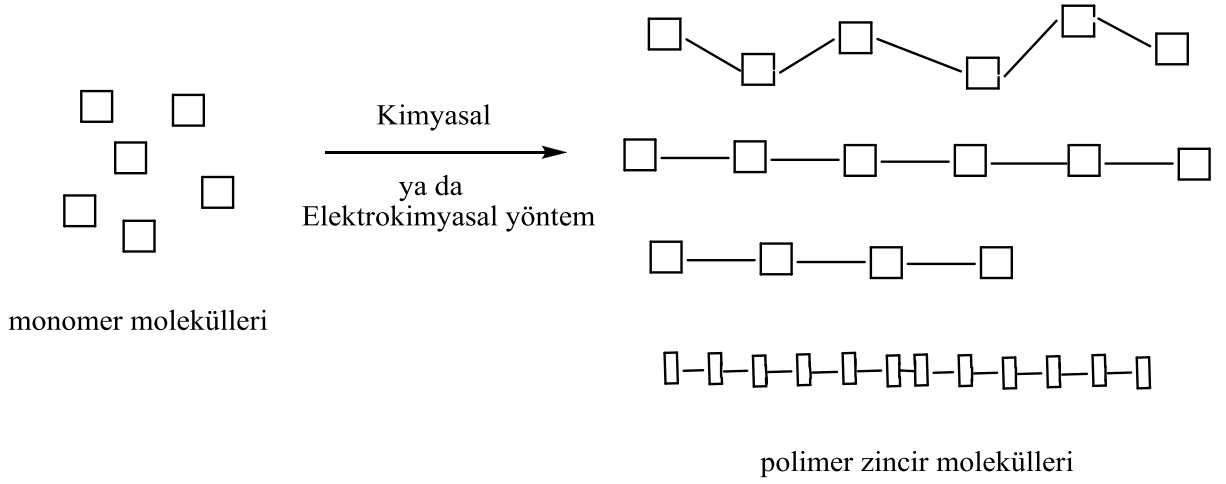 Kimyasal
ya da
Elektrokimyasal yöntem
monomer molekülleri
polimer zincir molekülleri